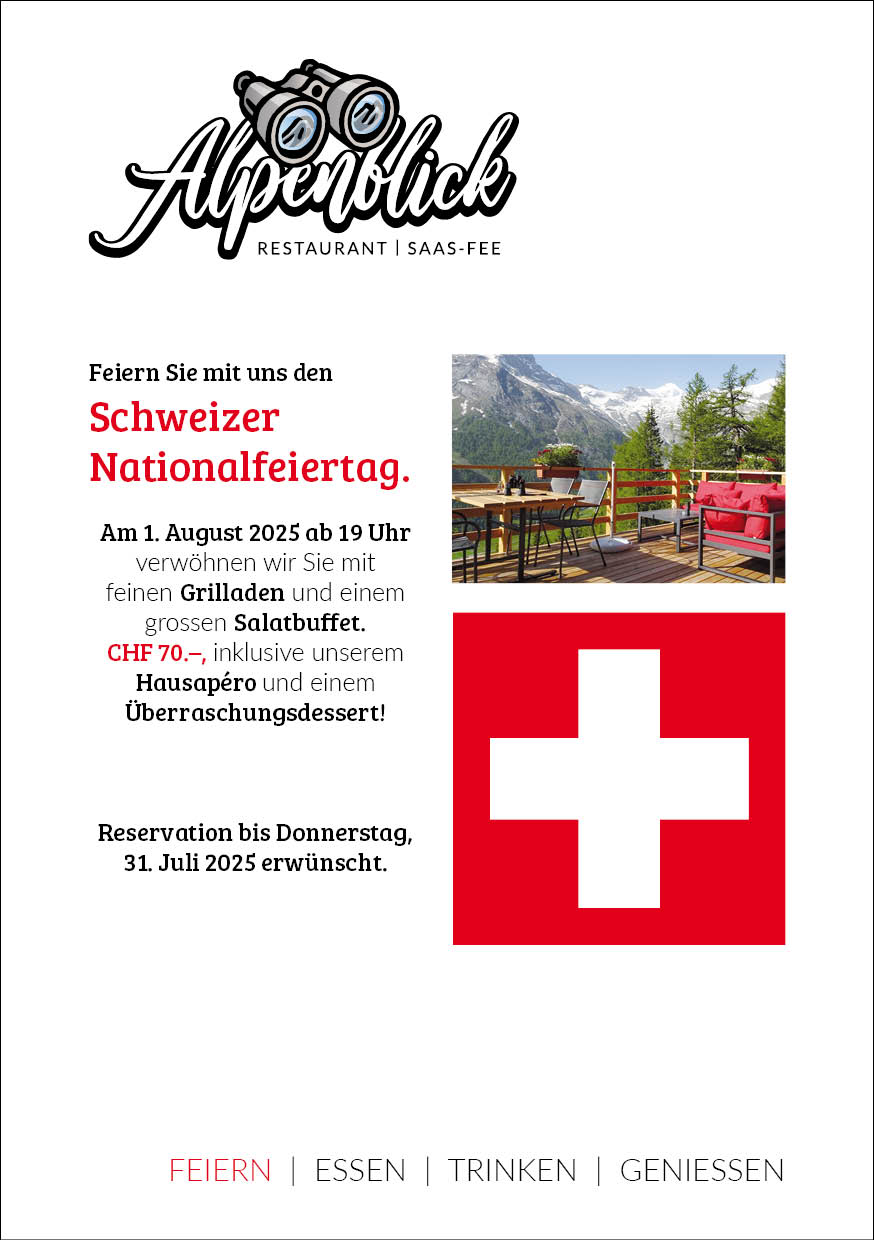 Alpenblick
RESTAURANT | SAAS-FEE
Feiern Sie mit uns den
Schweizer
Nationalfeiertag.
Am 1. August 2025 ab 19 Uhr
verwöhnen wir Sie mit
feinen Grilladen und einem
grossen Salatbuffet.
CHF 70.–, inklusive unserem
Hausapéro und einem
Überraschungsdessert!
Reservation bis Donnerstag,
31. Juli 2025 erwünscht.
FEIERN | ESSEN | TRINKEN | GENIESSEN